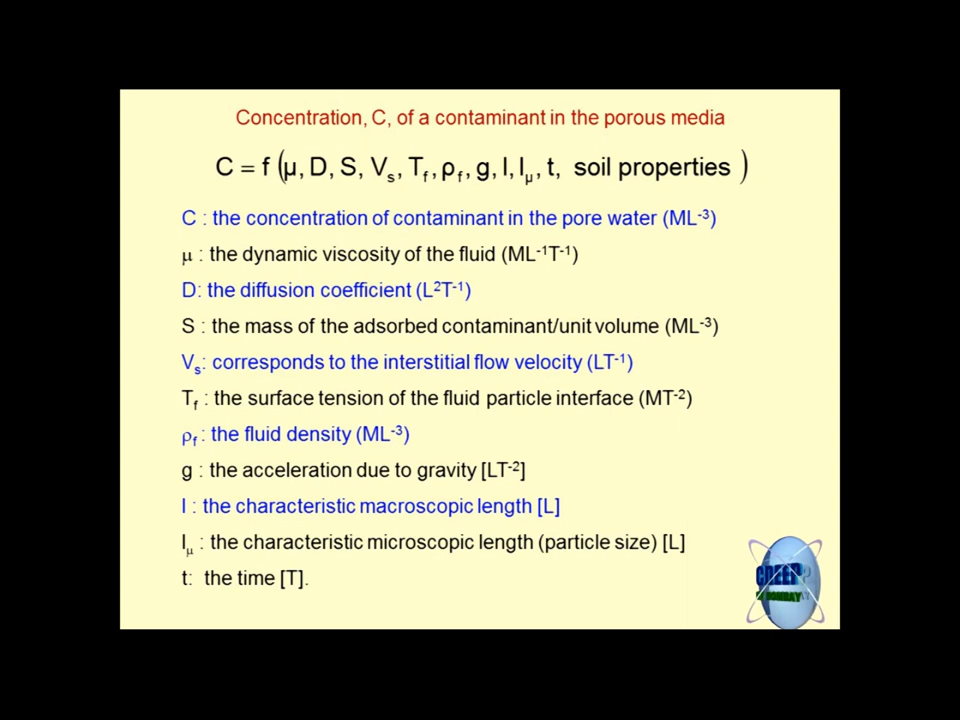 Concentration, C, of a contaminant in the porous media
C = f (μ, D, S, Vs, Tf, ρf, g, l, lμ, t, soil properties )
C : the concentration of contaminant in the pore water (ML-3)
μ : the dynamic viscosity of the fluid (ML-1T-1)
D: the diffusion coefficient (L2T-1)
S : the mass of the adsorbed contaminant/unit volume (ML-3)
Vs: corresponds to the interstitial flow velocity (LT-1)
Tf : the surface tension of the fluid particle interface (MT-2)
ρf : the fluid density (ML-3)
g : the acceleration due to gravity [LT-2]
l : the characteristic macroscopic length [L]
lμ : the characteristic microscopic length (particle size) [L]
t: the time [T].